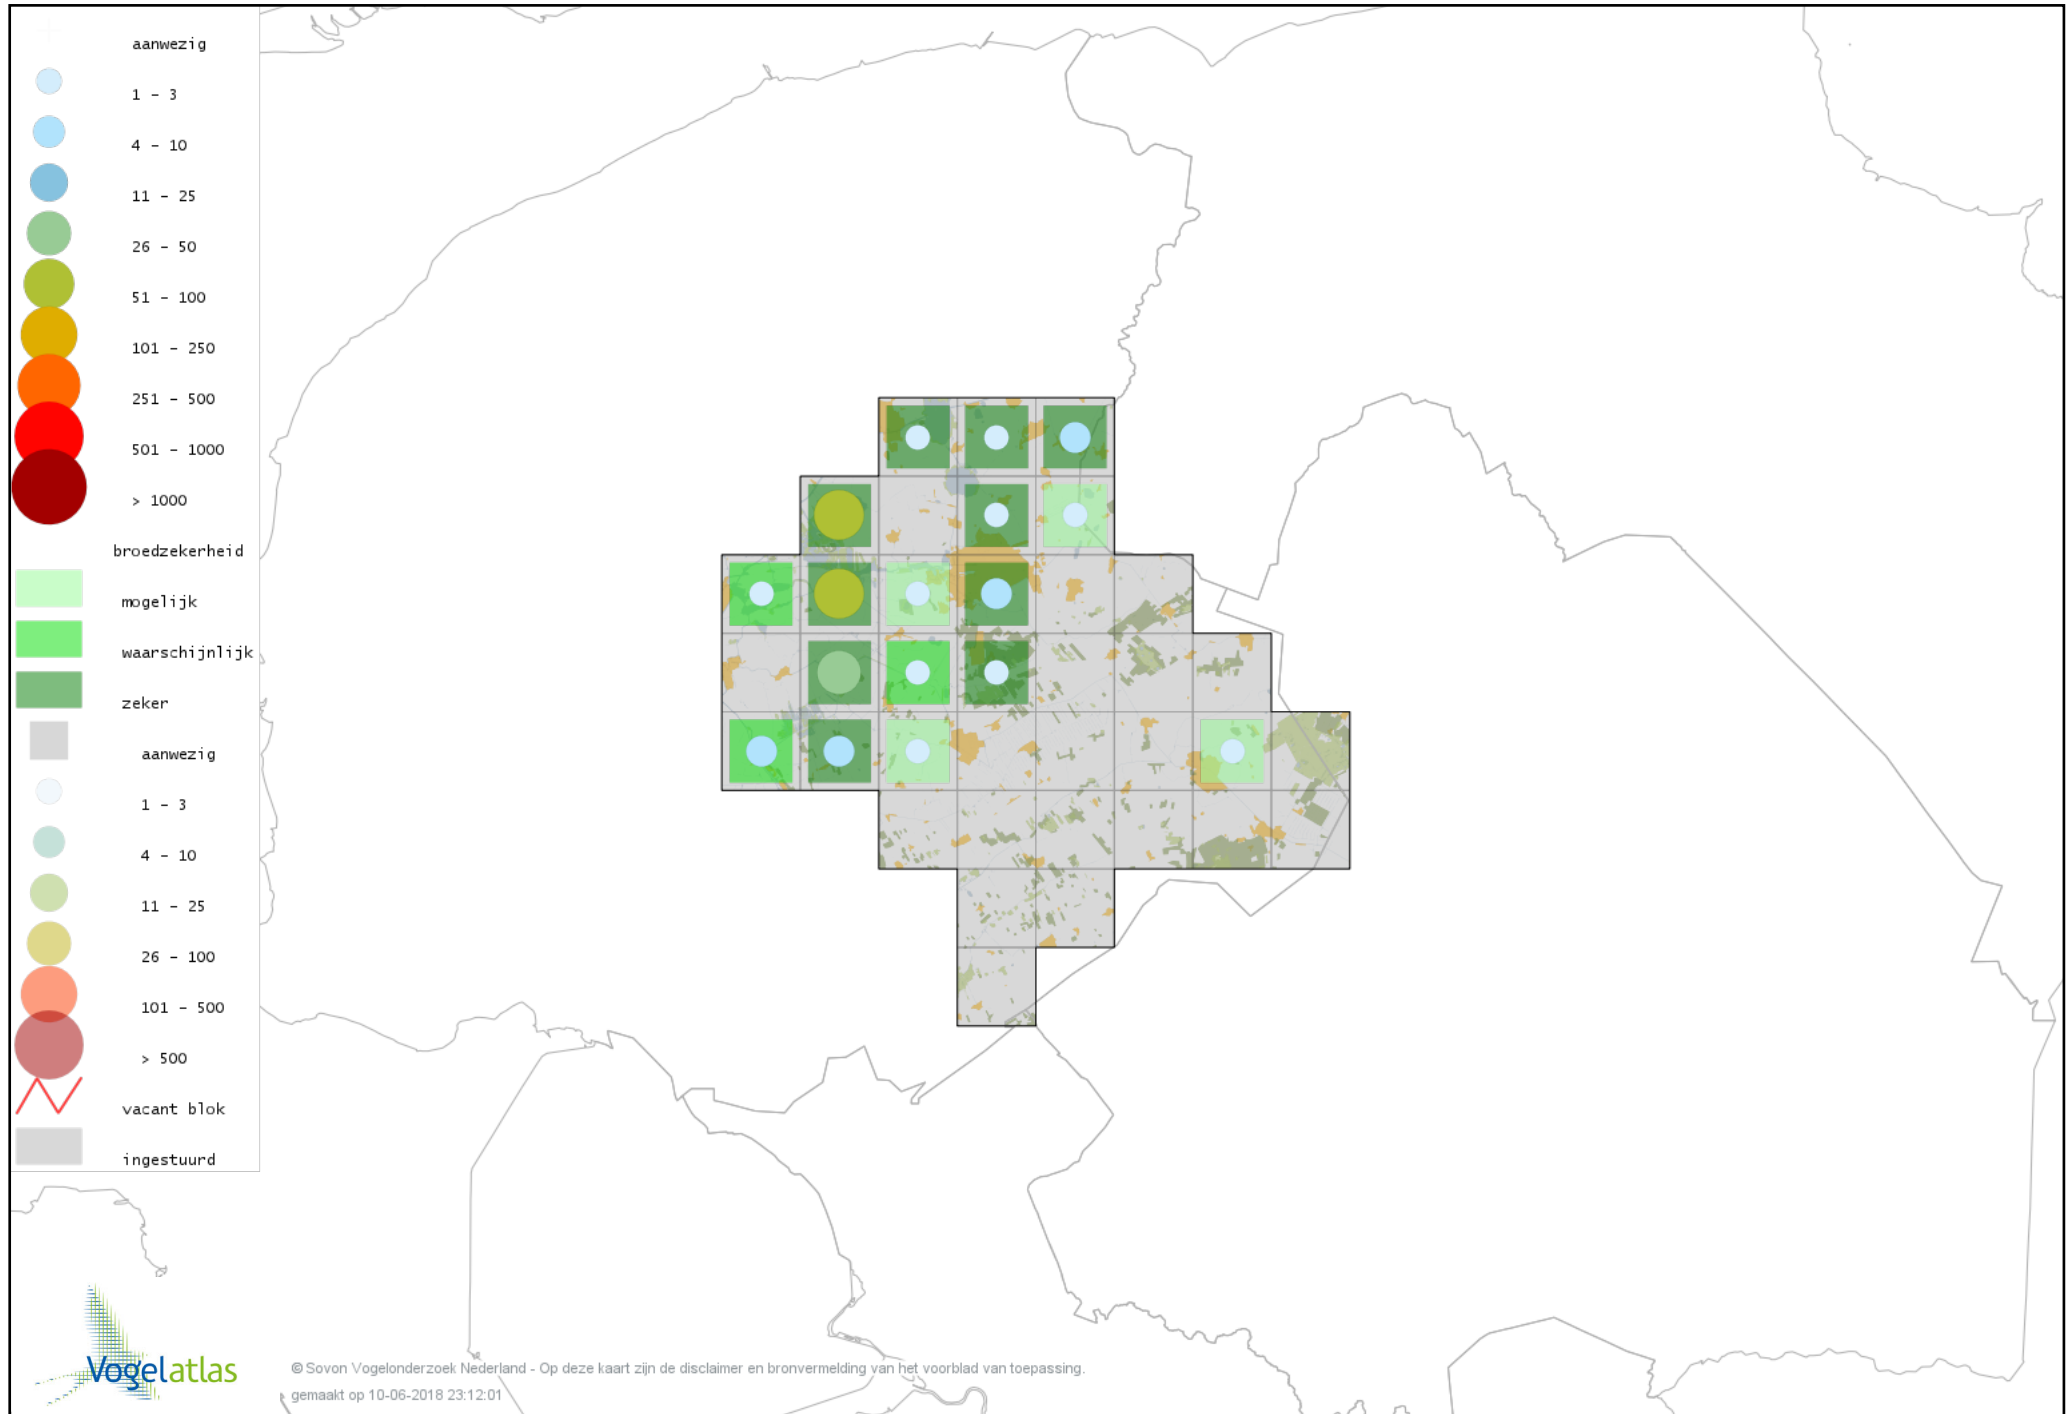 aanwezig
1 – 3
4 – 10
11 – 25
26 – 50
51 – 100
101 – 250
251 – 500
501 – 1000
> 1000
broedzekerheid
mogelijk
waarschijnlijk
zeker
aanwezig
1 – 3
4 – 10
11 – 25
26 – 100
101 – 500
> 500
vacant blok
ingestuurd
Vogelatlas
© Sovon Vogelonderzoek Nederland - Op deze kaart zijn de disclaimer en bronvermelding van het voorblad van toepassing.
gemaakt op 10-06-2018 23:12:01